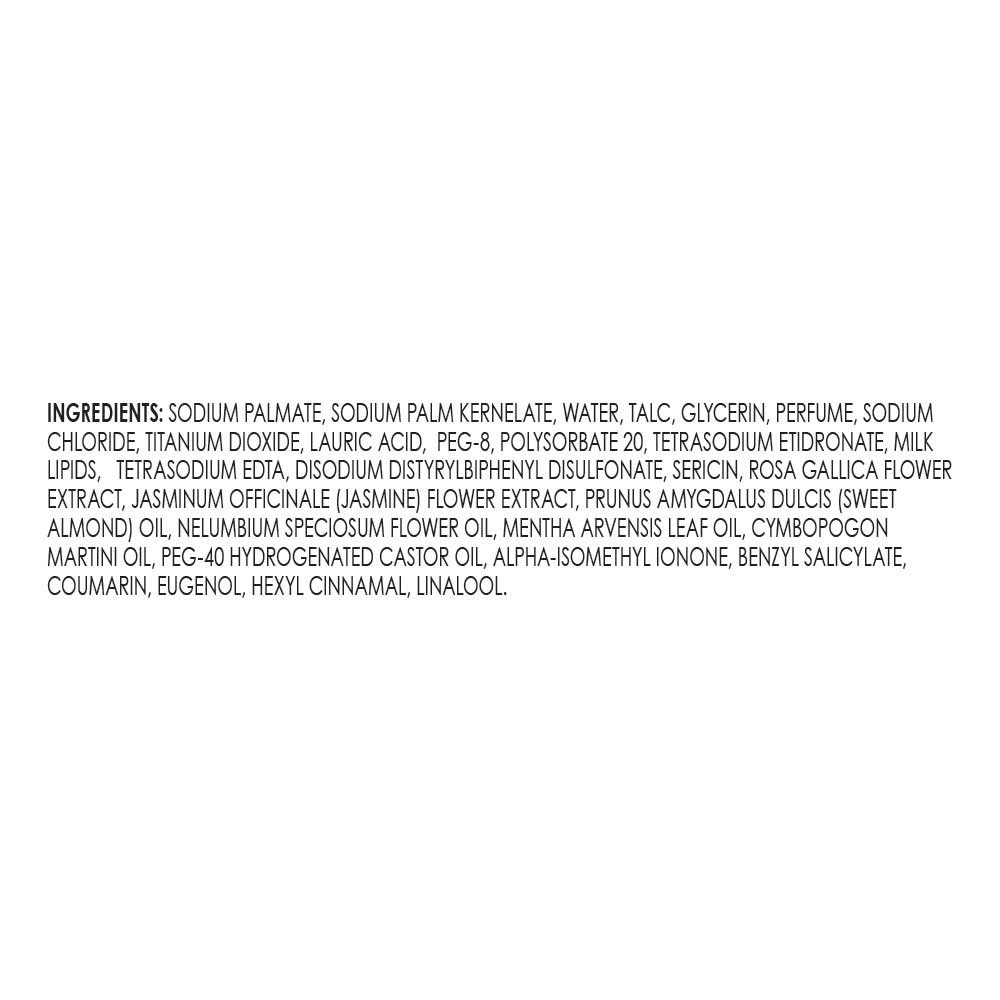 INGREDIENTS: SODIUM PALMATE, SODIUM PALM KERNELATE, WATER, TALC, GLYCERIN, PERFUME, SODIUM
CHLORIDE, TITANIUM DIOXIDE, LAURIC ACID, PEG-8, POLYSORBATE 20, TETRASODIUM ETIDRONATE, MILK
LIPIDS, TETRASODIUM EDTA, DISODIUM DISTYRYLBIPHENYL DISULFONATE, SERICIN, ROSA GALLICA FLOWER
EXTRACT, JASMINUM OFFICINALE (JASMINE) FLOWER EXTRACT, PRUNUS AMYGDALUS DULCIS (SWEET
ALMOND) OIL, NELUMBIUM SPECIOSUM FLOWER OIL, MENTHA ARVENSIS LEAF OIL, CYMBOPOGON
MARTINI OIL, PEG-40 HYDROGENATED CASTOR OIL, ALPHA-ISOMETHYL IONONE, BENZYL SALICYLATE,
COUMARIN, EUGENOL, HEXYL CINNAMAL, LINALOOL.